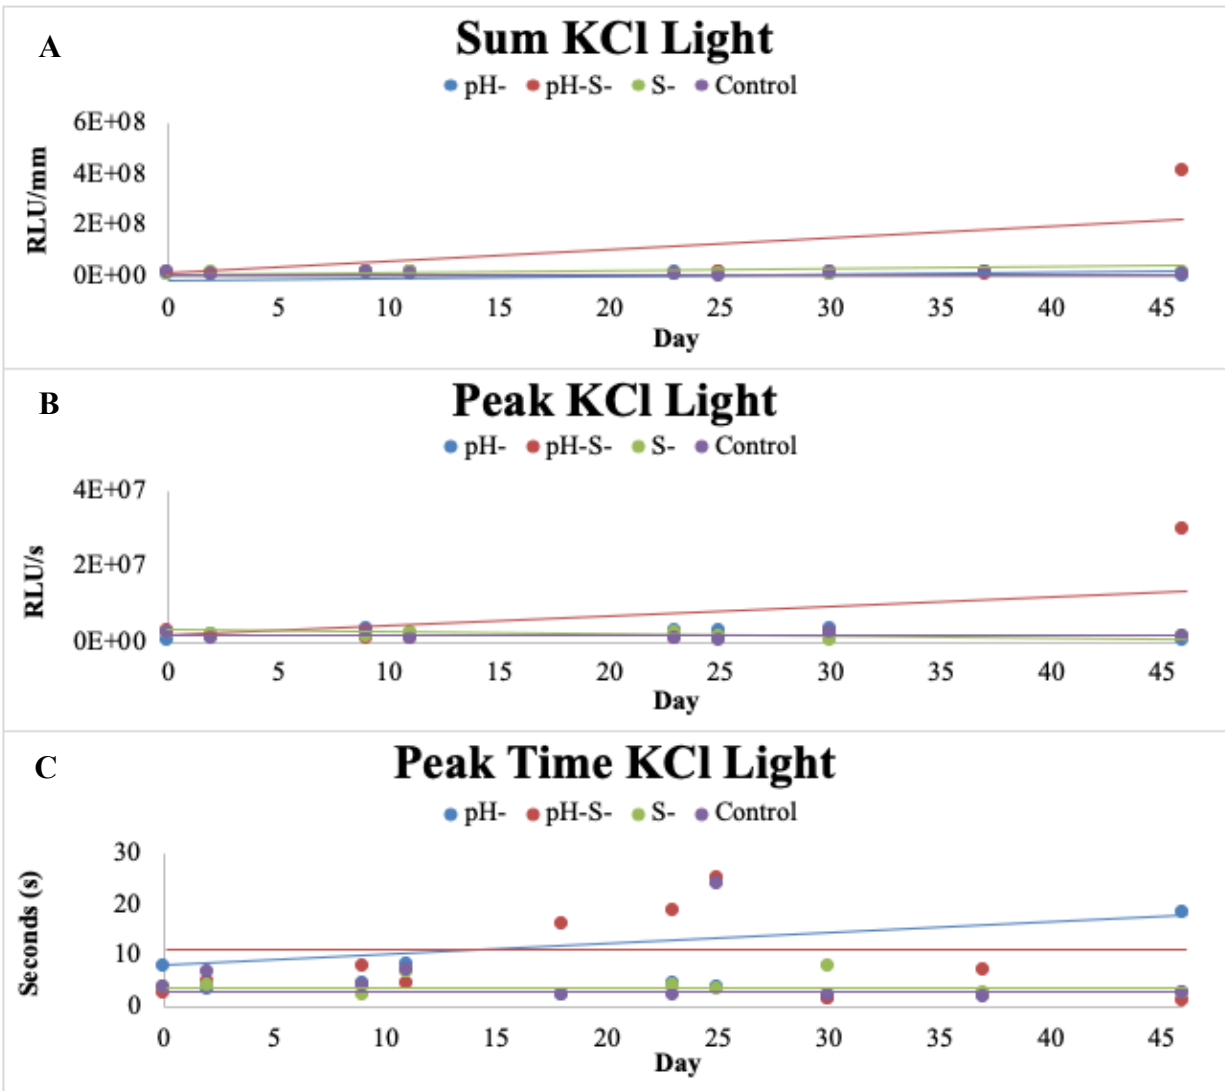 A
Sum KCl Light
pH- pH-S- S- Control
6E+08
4E+08
2E+08
0E+00
RLU/mm
0 5 10 15 20 25 30 35 40 45
Day
B
Peak KCl Light
pH- pH-S- S- Control
4E+07
2E+07
0E+00
RLU/s
0 5 10 15 20 25 30 35 40 45
Day
C
Peak Time KCl Light
pH- pH-S- S- Control
30
20
10
0
Seconds (s)
0 5 10 15 20 25 30 35 40 45
Day